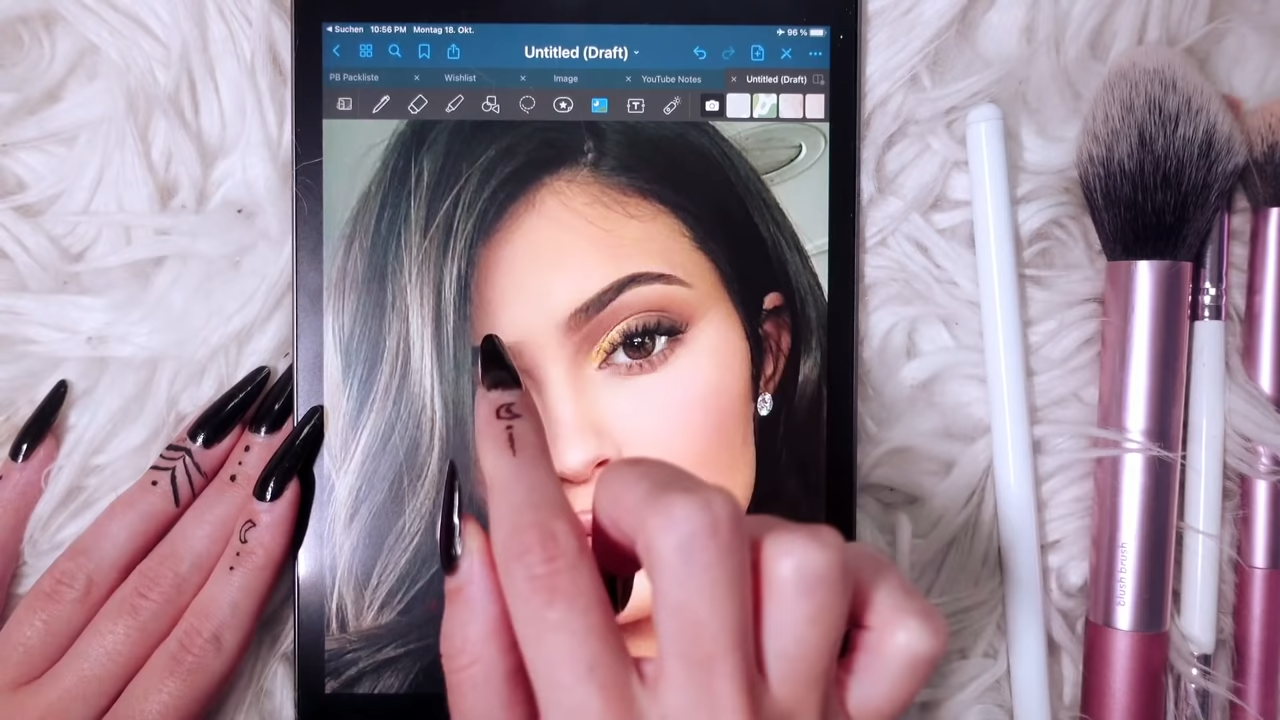 Suchen 10:56 PM Montag 18. Okt. 96 %
Untitled (Draft)
PB Packliste Wishlist Image YouTube Notes Untitled (Draft)
T
blush brush